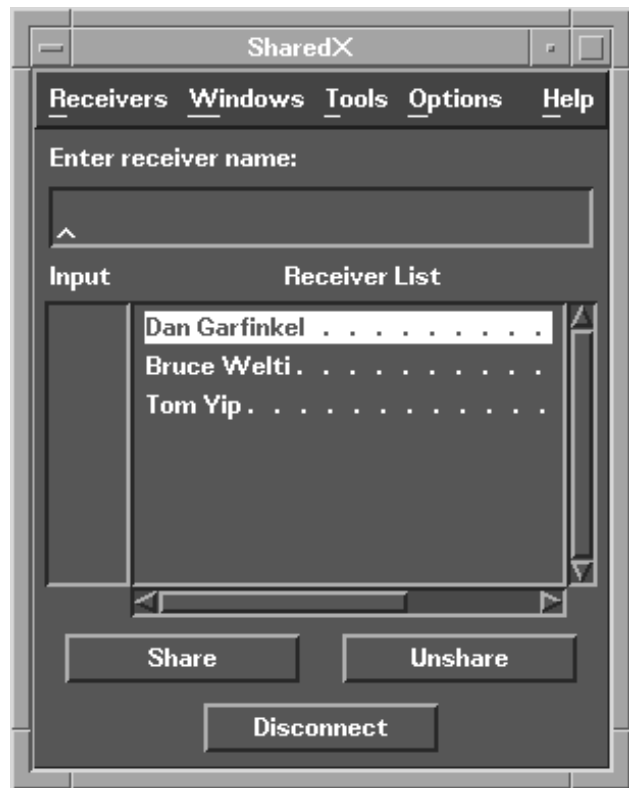 SharedX
Receivers Windows Tools Options Help
Enter receiver name:
^
Input Receiver List
Dan Garfinkel . . . . . . . . .
Bruce Welti . . . . . . . . . .
Tom Yip . . . . . . . . . . . .
Share Unshare
Disconnect